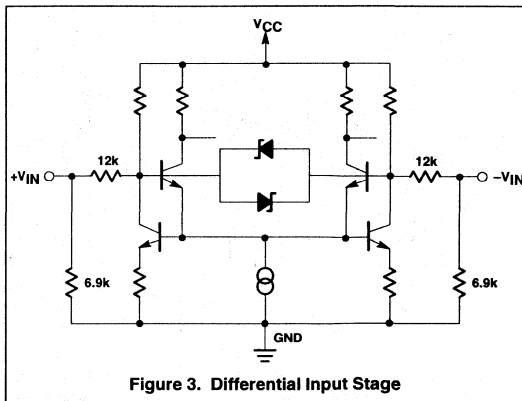 VCC
12k
12k
+VIN
−VIN
6.9k
6.9k
GND
Figure 3. Differential Input Stage